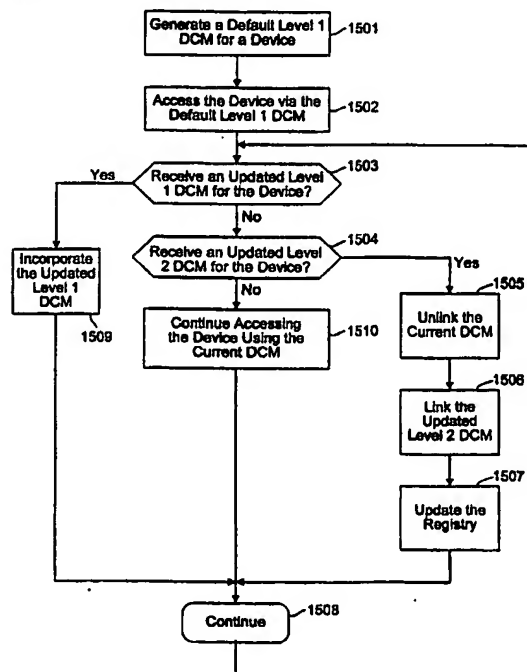 Generate a Default Level 1
DCM for a Device
1501
Access the Device via the
Default Level 1 DCM
1502
1503
Yes
Receive an Updated Level
1 DCM for the Device?
No
1504
Receive an Updated Level
2 DCM for the Device?
Yes
Incorporate
the Updated
Level 1
DCM
1509
No
1505
Unlink the
Current DCM
Continue Accessing
the Device Using the
Current DCM
1510
1506
Link the
Updated
Level 2 DCM
1507
Update the
Registry
Continue
1508